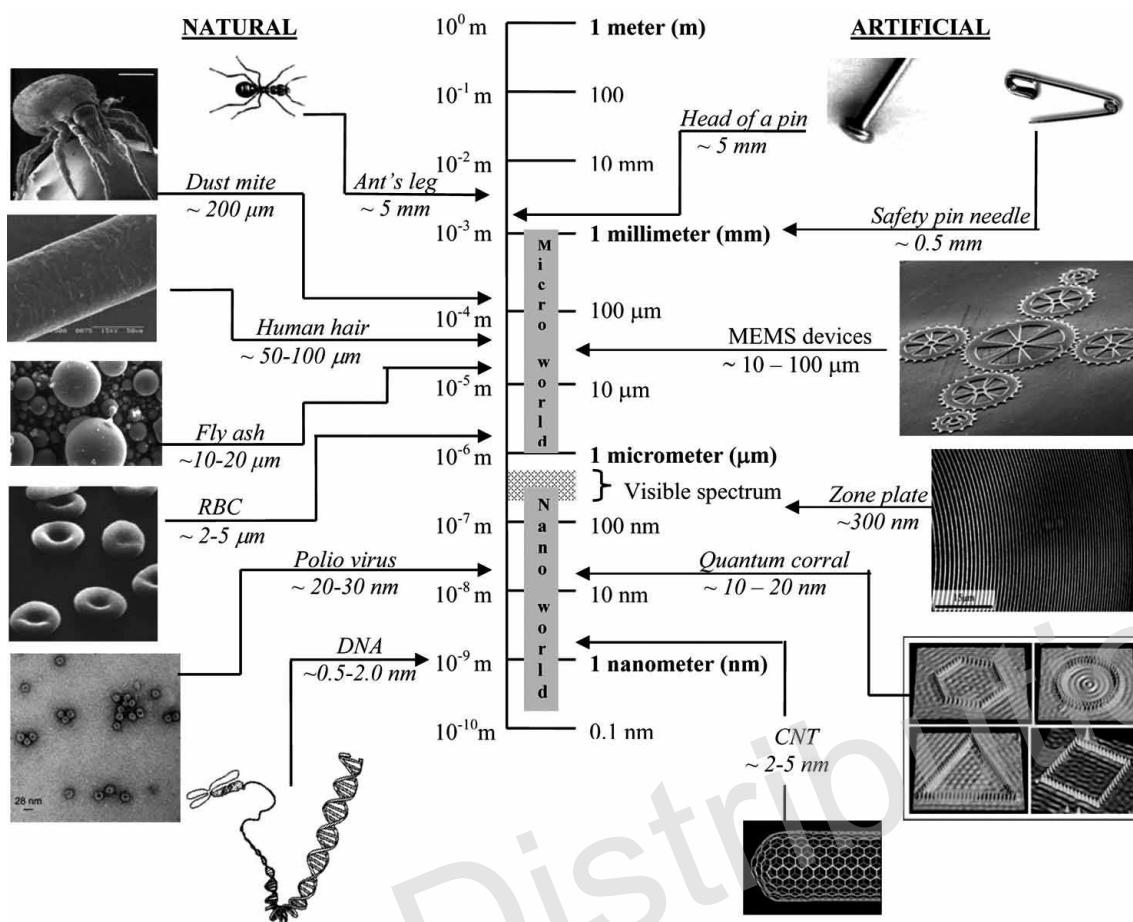 NATURAL
10⁰ m
1 meter (m)
ARTIFICIAL
10⁻¹ m
100
Head of a pin
~ 5 mm
10⁻² m
10 mm
Dust mite
~ 200 μm
Ant's leg
~ 5 mm
Safety pin needle
~ 0.5 mm
10⁻³ m
1 millimeter (mm)
Micro world
10⁻⁴ m
100 μm
Human hair
~ 50-100 μm
MEMS devices
~ 10 – 100 μm
10⁻⁵ m
10 μm
Fly ash
~10-20 μm
10⁻⁶ m
1 micrometer (μm)
Visible spectrum
Zone plate
~300 nm
RBC
~ 2-5 μm
10⁻⁷ m
100 nm
Nano world
Polio virus
~ 20-30 nm
Quantum corral
~ 10 – 20 nm
10⁻⁸ m
10 nm
15μm
DNA
~0.5-2.0 nm
10⁻⁹ m
1 nanometer (nm)
10⁻¹⁰m
0.1 nm
CNT
~ 2-5 nm
28 nm